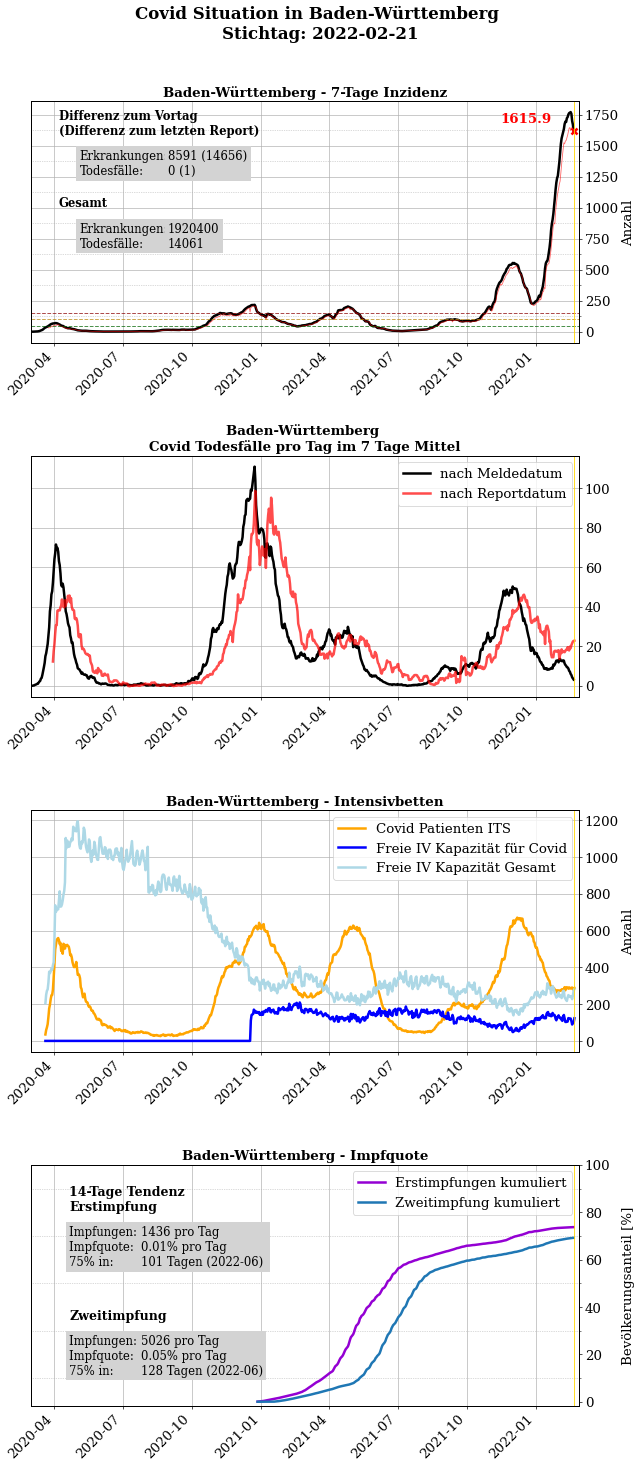 Covid Situation in Baden-Württemberg
Stichtag: 2022-02-21
Baden-Württemberg - 7-Tage Inzidenz
Differenz zum Vortag
(Differenz zum letzten Report)
Erkrankungen 8591 (14656)
Todesfälle: 0 (1)
Gesamt
Erkrankungen 1920400
Todesfälle: 14061
1615.9
1750
1500
1250
1000
750
500
250
0
Anzahl
2020-04
2020-07
2020-10
2021-01
2021-04
2021-07
2021-10
2022-01
Baden-Württemberg
Covid Todesfälle pro Tag im 7 Tage Mittel
nach Meldedatum
nach Reportdatum
100
80
60
40
20
0
2020-04
2020-07
2020-10
2021-01
2021-04
2021-07
2021-10
2022-01
Baden-Württemberg - Intensivbetten
Covid Patienten ITS
Freie IV Kapazität für Covid
Freie IV Kapazität Gesamt
1200
1000
800
600
400
200
0
Anzahl
2020-04
2020-07
2020-10
2021-01
2021-04
2021-07
2021-10
2022-01
Baden-Württemberg - Impfquote
14-Tage Tendenz
Erstimpfung
Impfungen: 1436 pro Tag
Impfquote: 0.01% pro Tag
75% in: 101 Tagen (2022-06)
Zweitimpfung
Impfungen: 5026 pro Tag
Impfquote: 0.05% pro Tag
75% in: 128 Tagen (2022-06)
Erstimpfungen kumuliert
Zweitimpfung kumuliert
100
80
60
40
20
0
Bevölkerungsanteil [%]
2020-04
2020-07
2020-10
2021-01
2021-04
2021-07
2021-10
2022-01